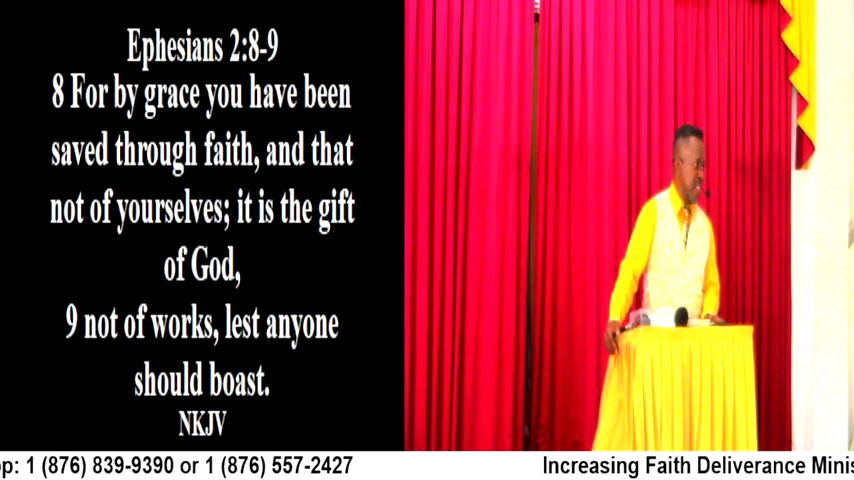 Ephesians 2:8-9
8 For by grace you have been
saved through faith, and that
not of yourselves; it is the gift
of God,
9 not of works, lest anyone
should boast.
NKJV
1 (876) 839-9390 or 1 (876) 557-2427
Increasing Faith Deliverance